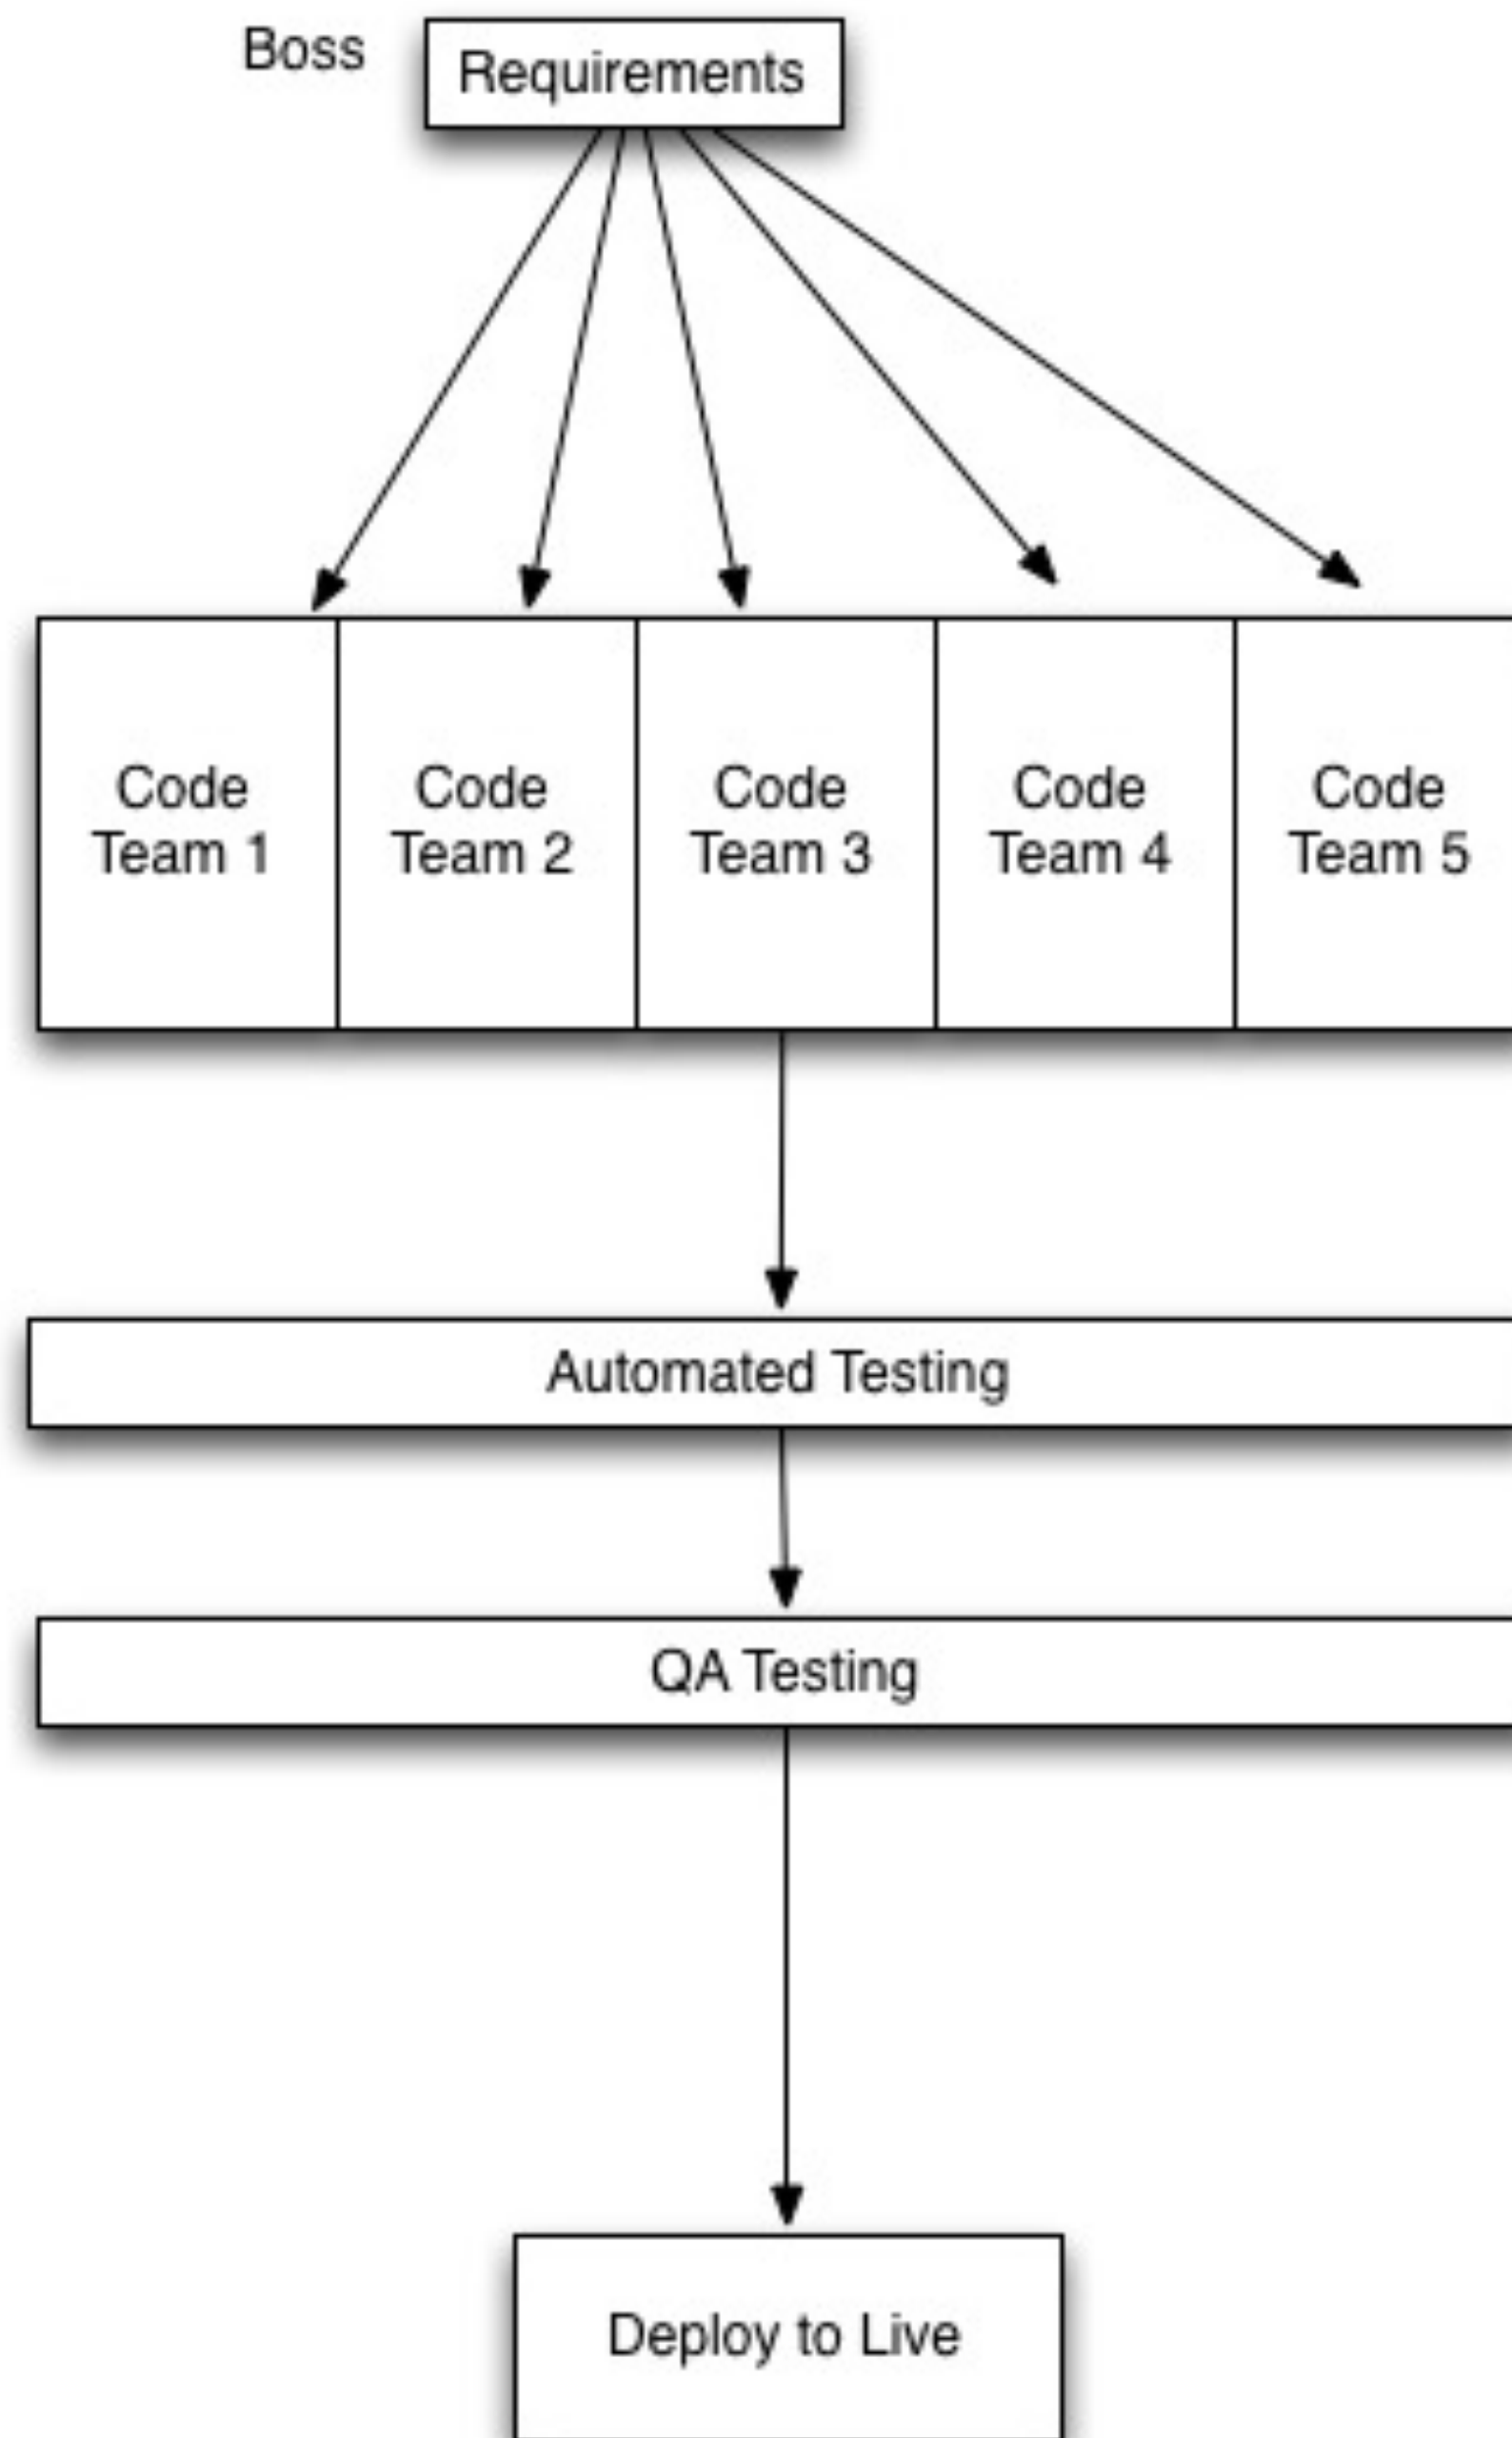 Boss
Requirements
Code
Team 1
Code
Team 2
Code
Team 3
Code
Team 4
Code
Team 5
Automated Testing
QA Testing
Deploy to Live